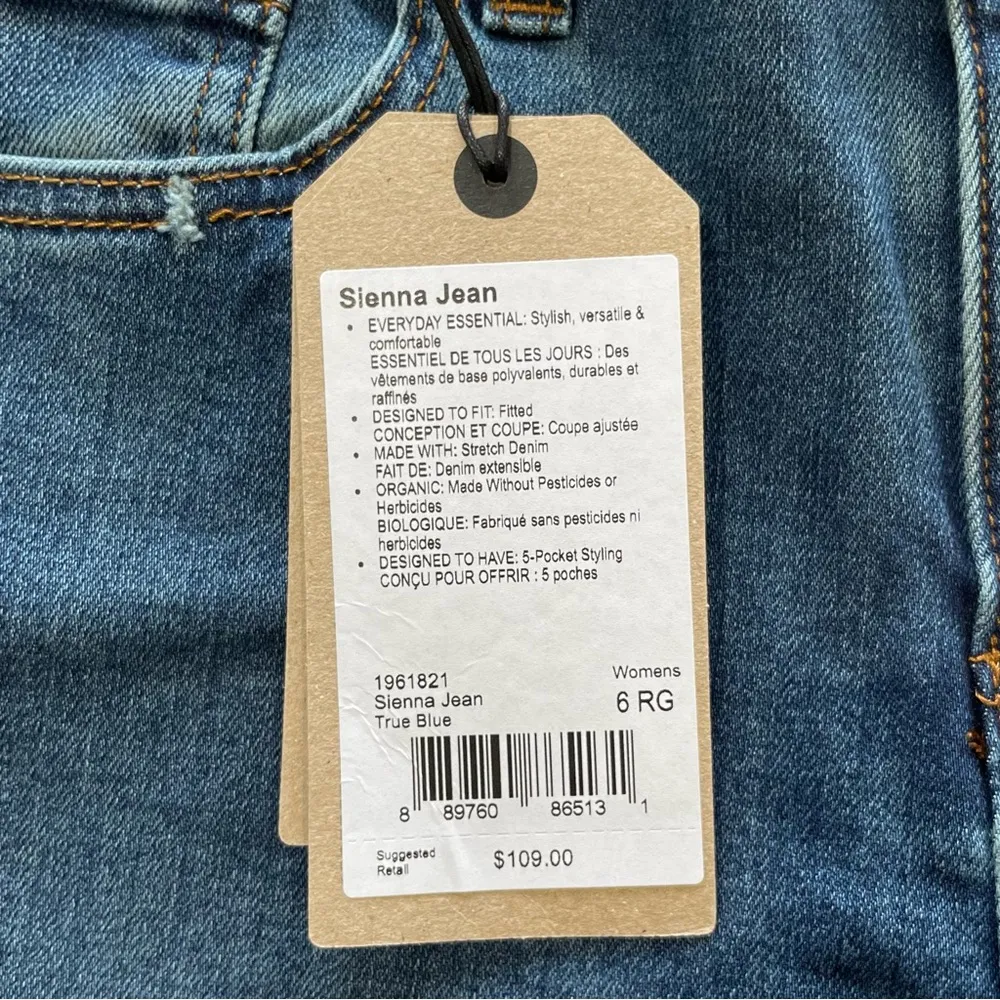 Sienna Jean
• EVERYDAY ESSENTIAL: Stylish, versatile &
comfortable
ESSENTIEL DE TOUS LES JOURS : Des
vêtements de base polyvalents, durables et
raffinés
• DESIGNED TO FIT: Fitted
CONCEPTION ET COUPE: Coupe ajustée
• MADE WITH: Stretch Denim
FAIT DE: Denim extensible
• ORGANIC: Made Without Pesticides or
Herbicides
BIOLOGIQUE: Fabriqué sans pesticides ni
herbicides
• DESIGNED TO HAVE: 5-Pocket Styling
CONÇU POUR OFFRIR : 5 poches
1961821 Womens
Sienna Jean 6 RG
True Blue
8 89760 86513 1
Suggested
Retail $109.00